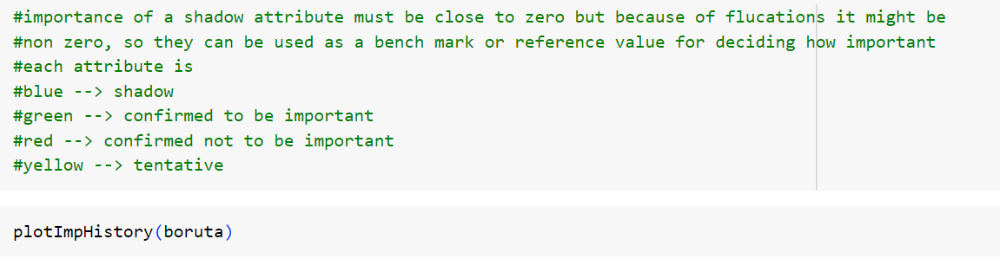 #importance of a shadow attribute must be close to zero but because of flucations it might be
#non zero, so they can be used as a bench mark or reference value for deciding how important
#each attribute is
#blue --> shadow
#green --> confirmed to be important
#red --> confirmed not to be important
#yellow --> tentative
plotImpHistory(boruta)